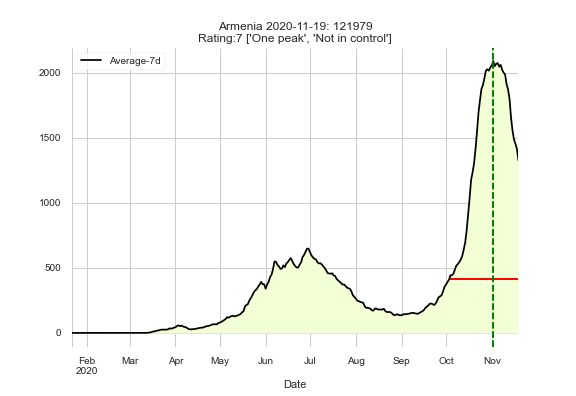 Armenia 2020-11-19: 121979
Rating:7 ['One peak', 'Not in control']
Average-7d
2000
1500
1000
500
0
Feb Mar Apr May Jun Jul Aug Sep Oct Nov
2020
Date